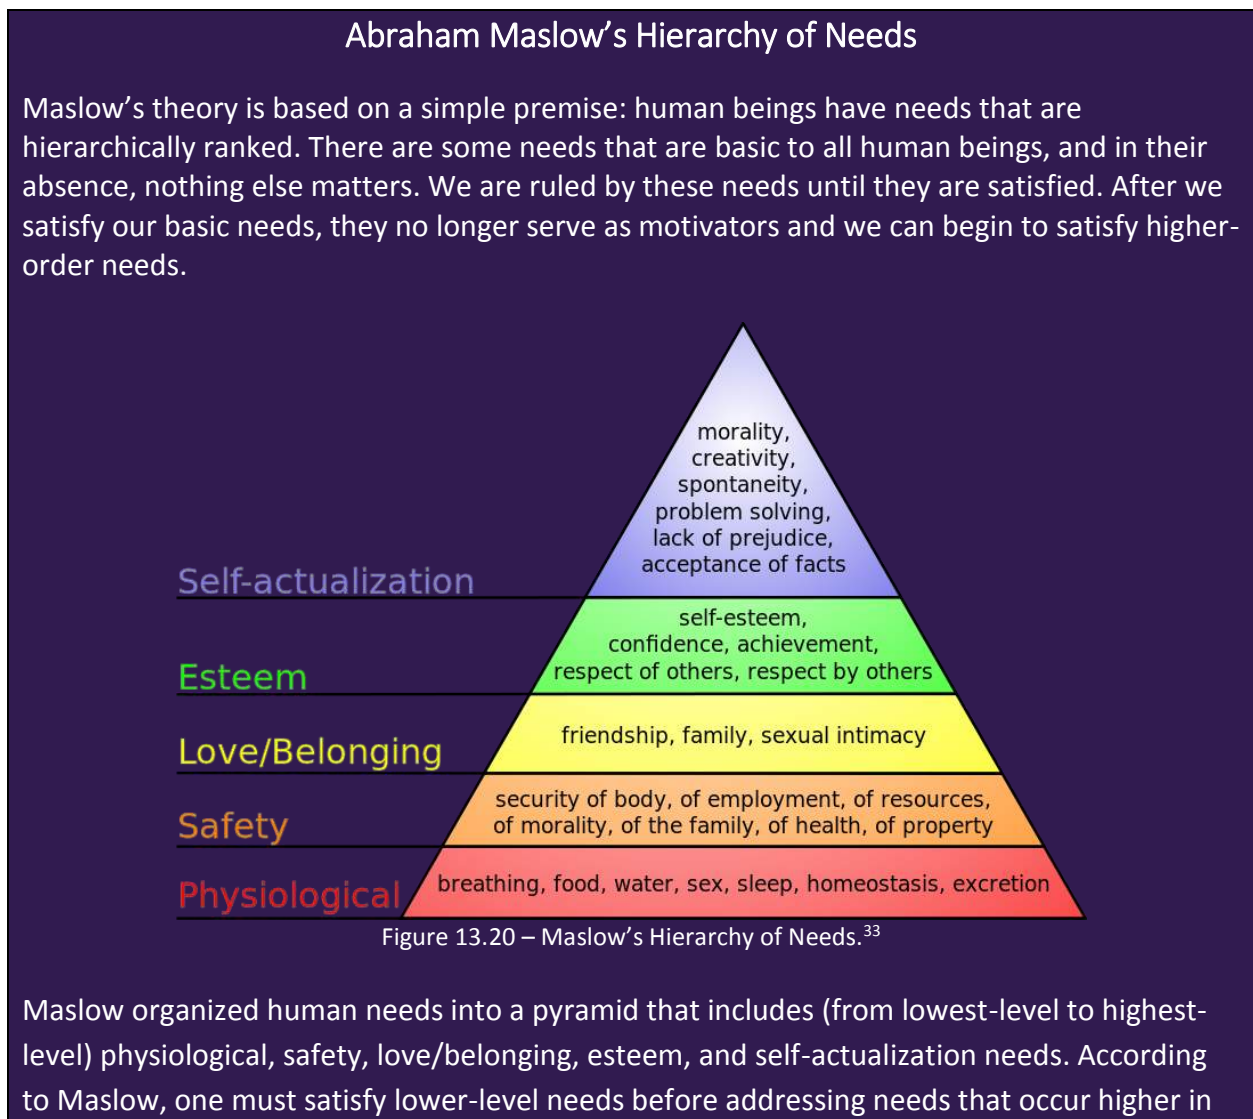 Abraham Maslow’s Hierarchy of Needs
Maslow’s theory is based on a simple premise: human beings have needs that are
hierarchically ranked. There are some needs that are basic to all human beings, and in their
absence, nothing else matters. We are ruled by these needs until they are satisfied. After we
satisfy our basic needs, they no longer serve as motivators and we can begin to satisfy higher-
order needs.
morality,
creativity,
spontaneity,
problem solving,
lack of prejudice,
acceptance of facts
Self-actualization
self-esteem,
confidence, achievement,
respect of others, respect by others
Esteem
friendship, family, sexual intimacy
Love/Belonging
security of body, of employment, of resources,
of morality, of the family, of health, of property
Safety
breathing, food, water, sex, sleep, homeostasis, excretion
Physiological
Figure 13.20 – Maslow’s Hierarchy of Needs.³³
Maslow organized human needs into a pyramid that includes (from lowest-level to highest-
level) physiological, safety, love/belonging, esteem, and self-actualization needs. According
to Maslow, one must satisfy lower-level needs before addressing needs that occur higher in